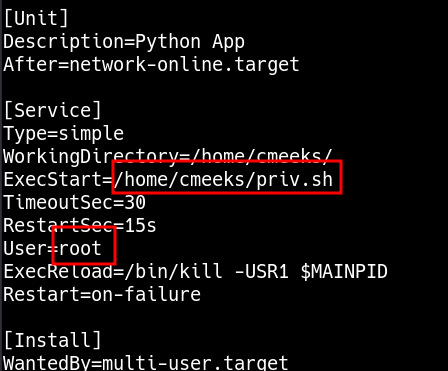 [Unit]
Description=Python App
After=network-online.target
[Service]
Type=simple
WorkingDirectory=/home/cmeeks/
ExecStart=/home/cmeeks/priv.sh
TimeoutSec=30
RestartSec=15s
User=root
ExecReload=/bin/kill -USR1 $MAINPID
Restart=on-failure
[Install]
WantedBy=multi-user.target